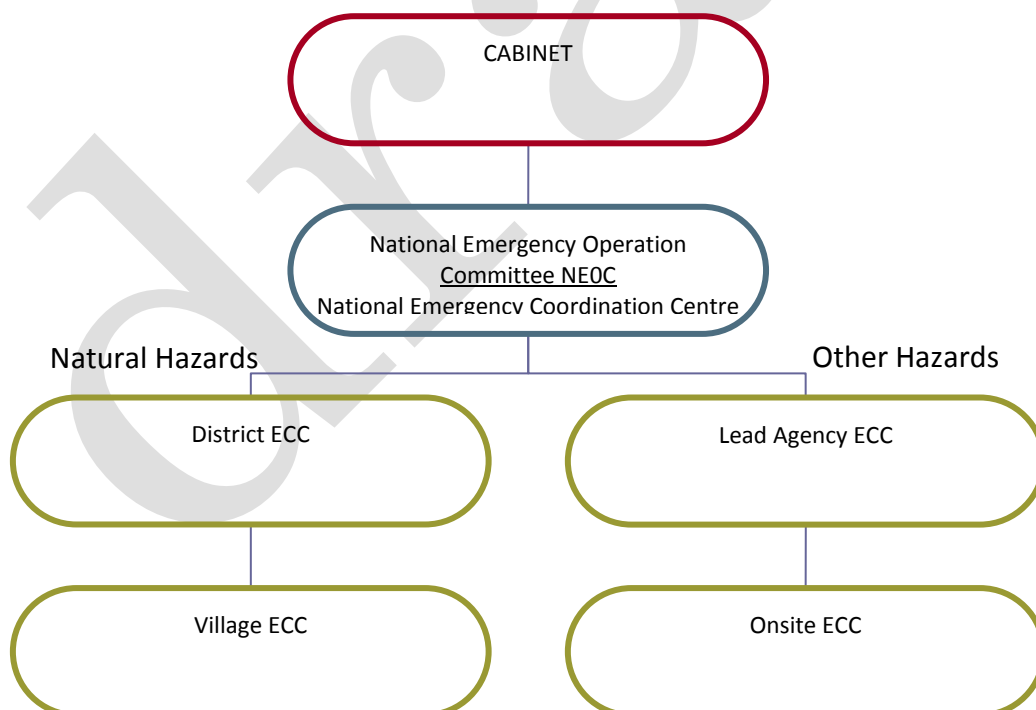 CABINET
National Emergency Operation
Committee NE0C
National Emergency Coordination Centre
Natural Hazards
Other Hazards
District ECC
Lead Agency ECC
Village ECC
Onsite ECC